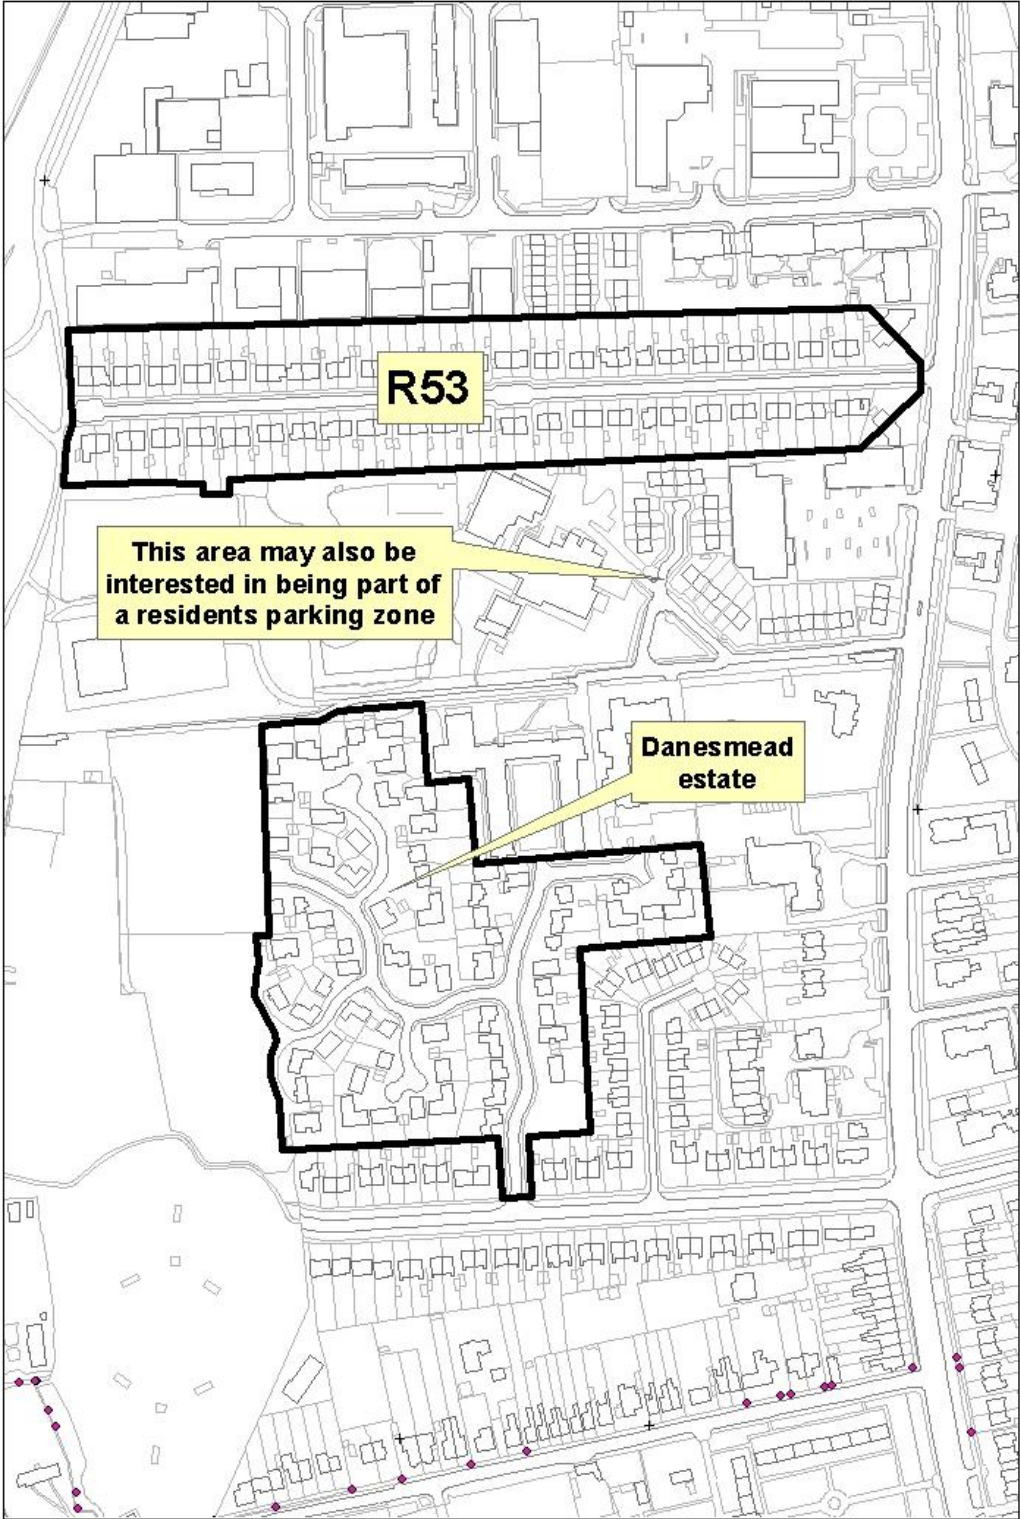 R53
This area may also be
interested in being part of
a residents parking zone
Danesmead
estate